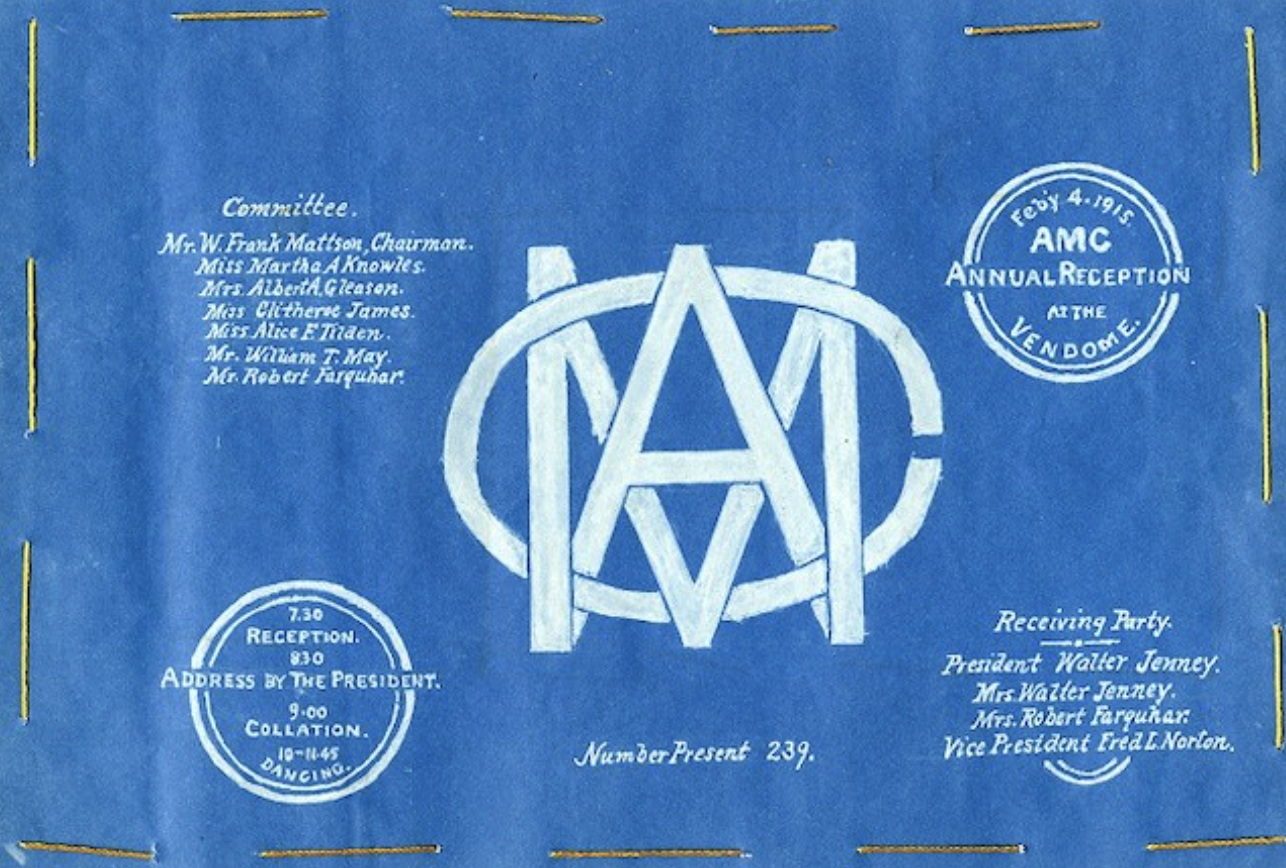 Committee.
Mr. W. Frank Mattson, Chairman.
Miss Martha A Knowles.
Mrs. Albert A. Gleason.
Miss Clitheroe James.
Miss Alice F. Tilden.
Mr. William T. May.
Mr. Robert Farquhar.
Feb'y 4. 1915.
AMC
ANNUAL RECEPTION
AT THE
VENDOME.
AMC
7.30
RECEPTION.
8 30
ADDRESS BY THE PRESIDENT.
9.00
COLLATION.
10-11.45
DANCING.
Number Present 239.
Receiving Party.
President Walter Jenney.
Mrs. Walter Jenney.
Mrs. Robert Farquhar.
Vice President Fred I. Norton.